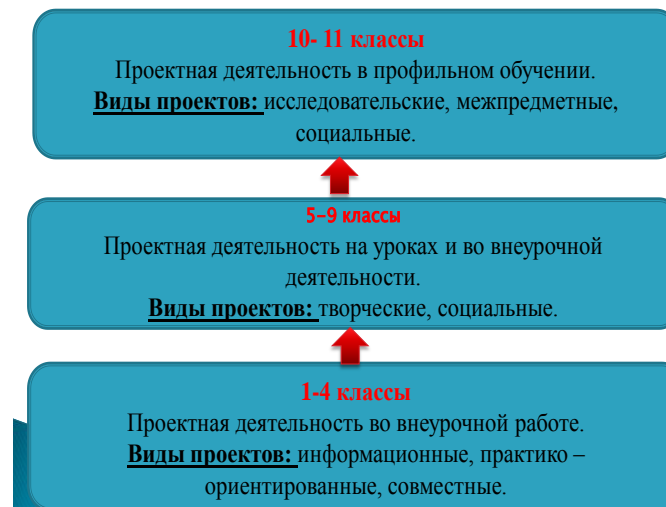 10- 11 классы
Проектная деятельность в профильном обучении.
Виды проектов: исследовательские, межпредметные,
социальные.
5–9 классы
Проектная деятельность на уроках и во внеурочной
деятельности.
Виды проектов: творческие, социальные.
1-4 классы
Проектная деятельность во внеурочной работе.
Виды проектов: информационные, практико –
ориентированные, совместные.